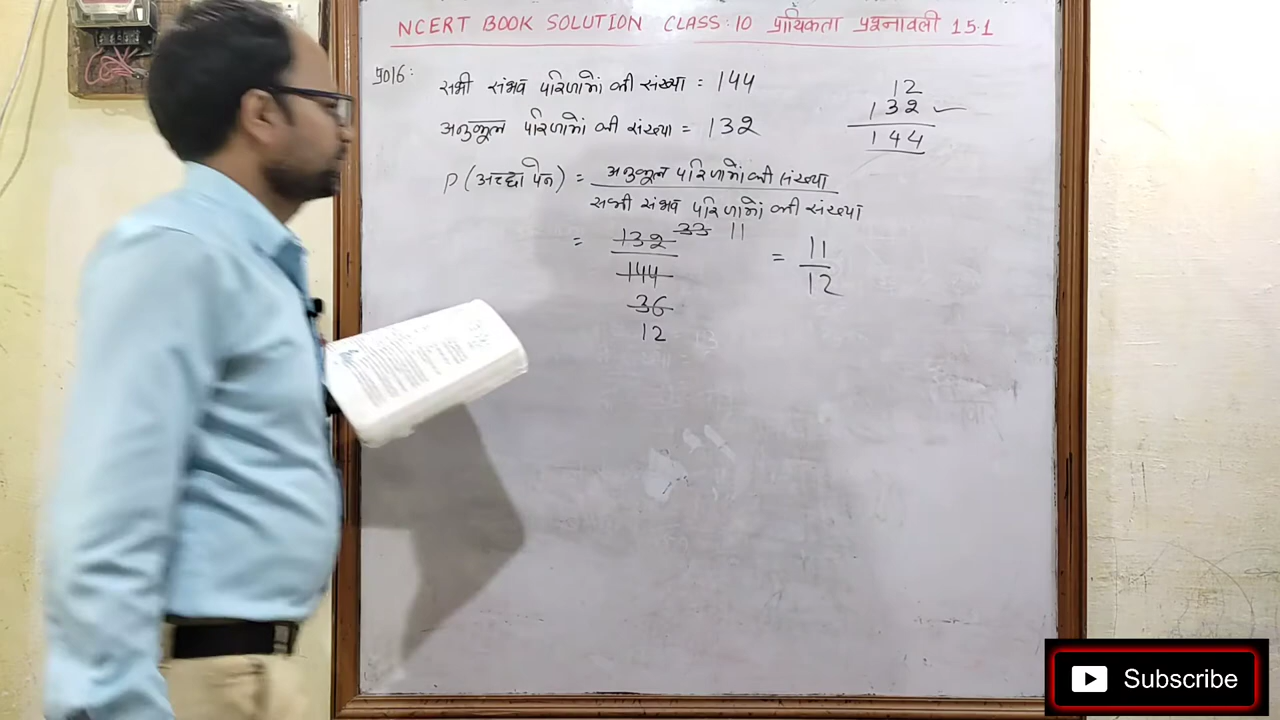 NCERT BOOK SOLUTION CLASS:10 प्रायिकता प्रश्नावली 15.1
प्र016:
सभी संभव परिणामों की संख्या = 144
अनुकूल परिणामों की संख्या = 132
12
132
144
P (अच्छा पेन) = अनुकूल परिणामों की संख्या
सभी संभव परिणामों की संख्या
= 132 33 11
144
36
12
= 11
12
Subscribe